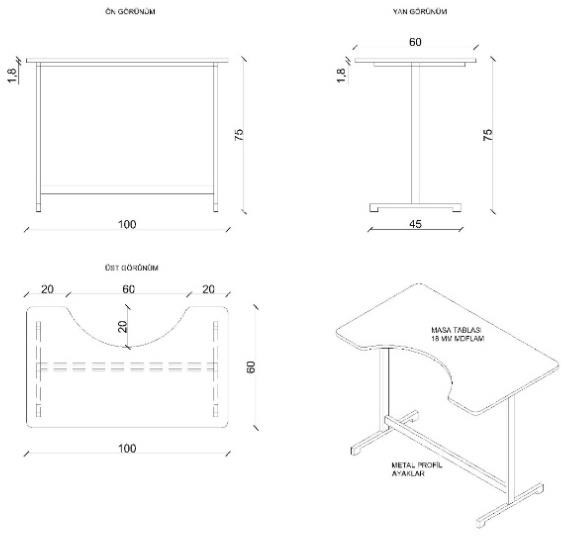 ÖN GÖRÜNÜM
1,8
75
100
YAN GÖRÜNÜM
60
1,8
75
45
ÜST GÖRÜNÜM
20
60
20
20
60
100
MASA TABLASI
18 MM MDFLAM
METAL PROFİL
AYAKLAR